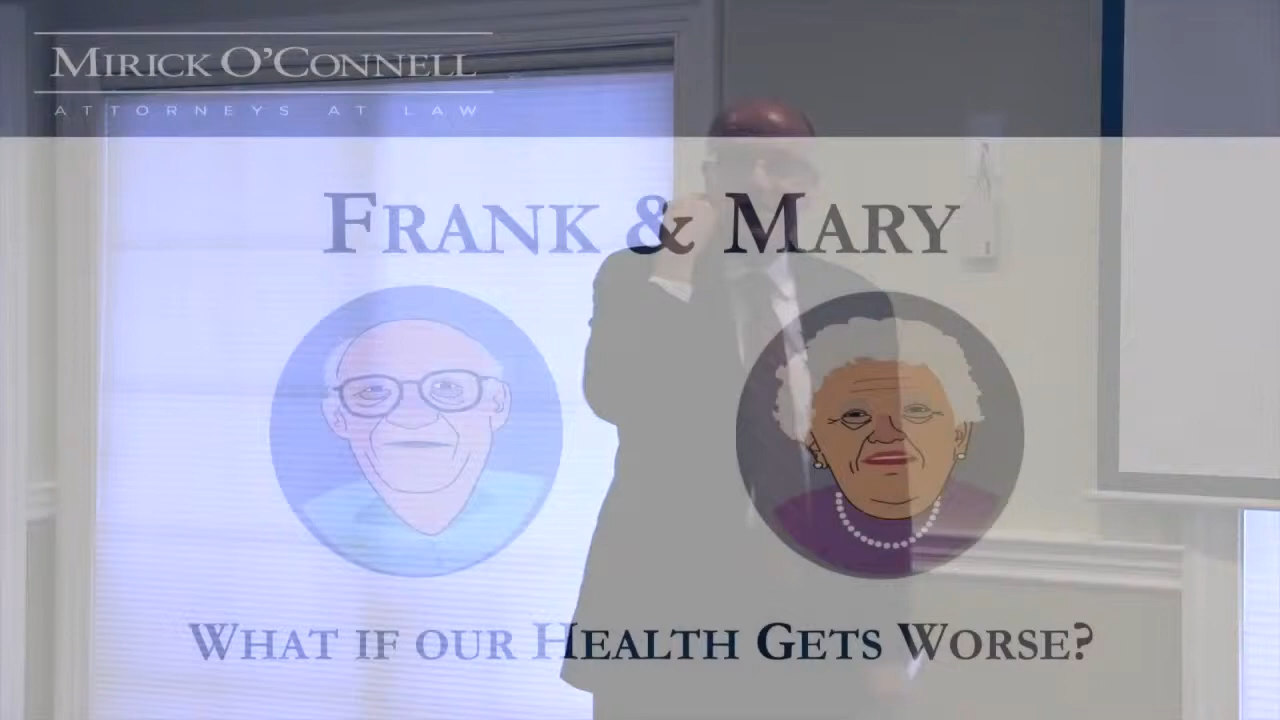 MIRICK O'CONNELL
ATTORNEYS AT LAW
FRANK & MARY
WHAT IF OUR HEALTH GETS WORSE?